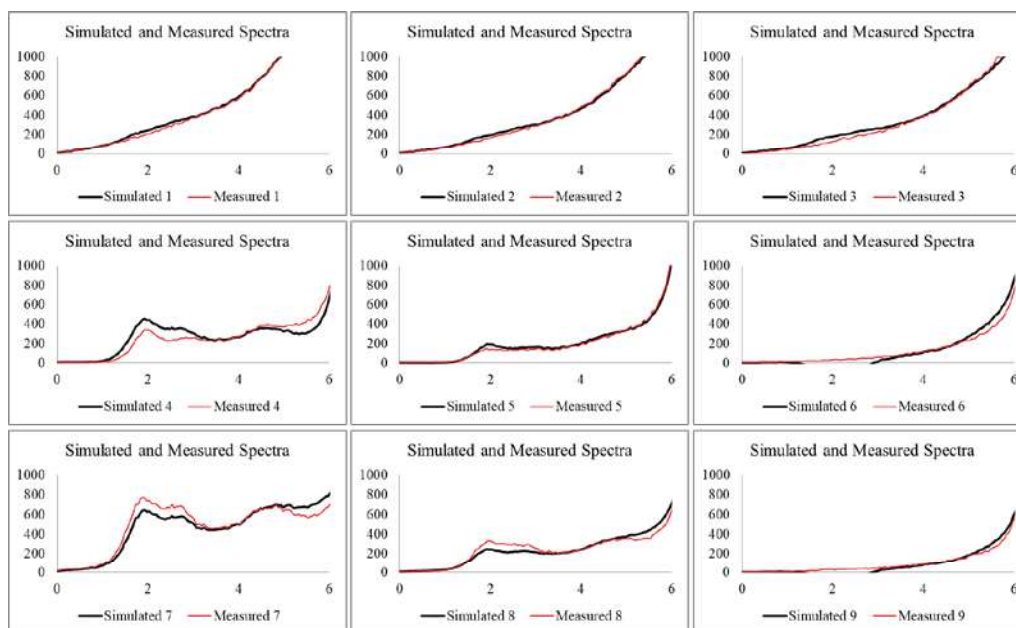 Simulated and Measured Spectra
1000
800
600
400
200
0
0 2 4 6
Simulated 1 Measured 1
Simulated and Measured Spectra
1000
800
600
400
200
0
0 2 4 6
Simulated 2 Measured 2
Simulated and Measured Spectra
1000
800
600
400
200
0
0 2 4 6
Simulated 3 Measured 3
Simulated and Measured Spectra
1000
800
600
400
200
0
0 2 4 6
Simulated 4 Measured 4
Simulated and Measured Spectra
1000
800
600
400
200
0
0 2 4 6
Simulated 5 Measured 5
Simulated and Measured Spectra
1000
800
600
400
200
0
0 2 4 6
Simulated 6 Measured 6
Simulated and Measured Spectra
1000
800
600
400
200
0
0 2 4 6
Simulated 7 Measured 7
Simulated and Measured Spectra
1000
800
600
400
200
0
0 2 4 6
Simulated 8 Measured 8
Simulated and Measured Spectra
1000
800
600
400
200
0
0 2 4 6
Simulated 9 Measured 9